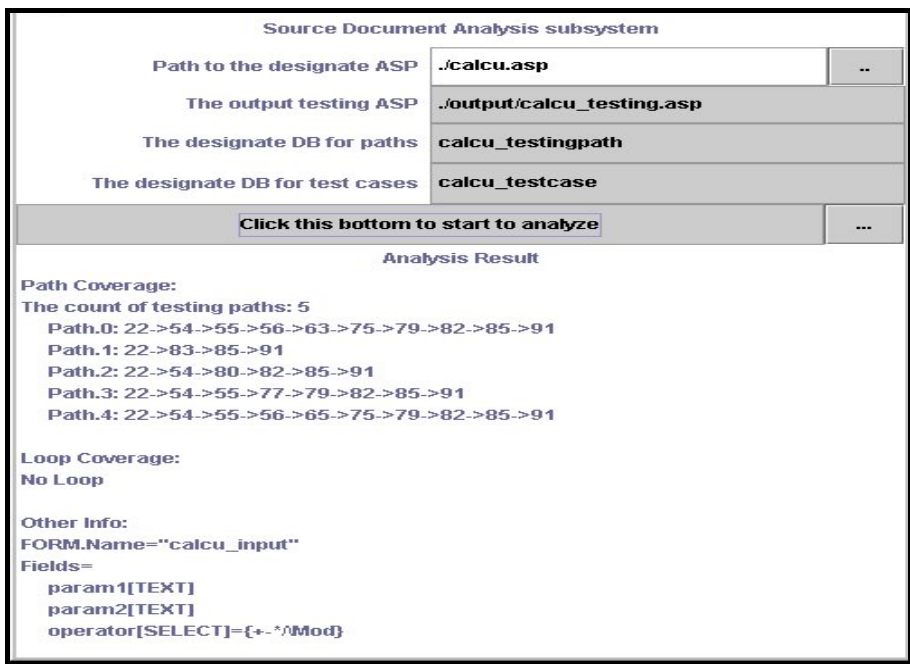 Source Document Analysis subsystem
Path to the designate ASP ./calcu.asp ..
The output testing ASP ./output/calcu_testing.asp
The designate DB for paths calcu_testingpath
The designate DB for test cases calcu_testcase
Click this bottom to start to analyze ...
Analysis Result
Path Coverage:
The count of testing paths: 5
Path.0: 22->54->55->56->63->75->79->82->85->91
Path.1: 22->83->85->91
Path.2: 22->54->80->82->85->91
Path.3: 22->54->55->77->79->82->85->91
Path.4: 22->54->55->56->65->75->79->82->85->91
Loop Coverage:
No Loop
Other Info:
FORM.Name="calcu_input"
Fields=
param1[TEXT]
param2[TEXT]
operator[SELECT]={+-*/\Mod}